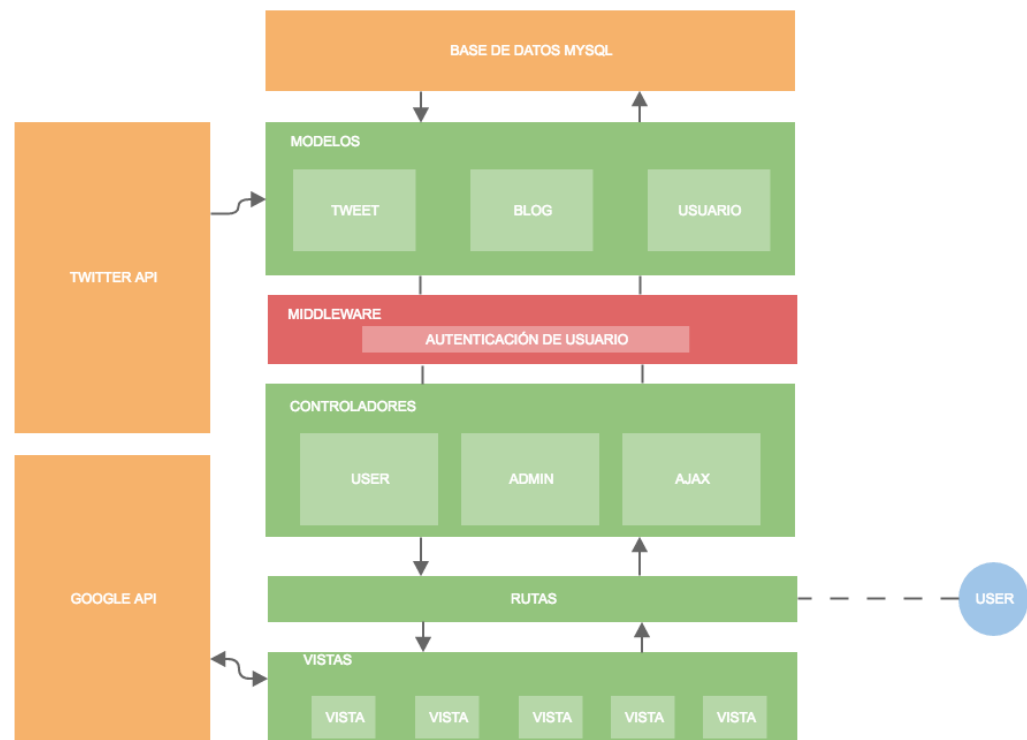 BASE DE DATOS MYSQL
MODELOS
TWEET
BLOG
USUARIO
TWITTER API
MIDDLEWARE
AUTENTICACIÓN DE USUARIO
CONTROLADORES
USER
ADMIN
AJAX
GOOGLE API
RUTAS
USER
VISTAS
VISTA
VISTA
VISTA
VISTA
VISTA